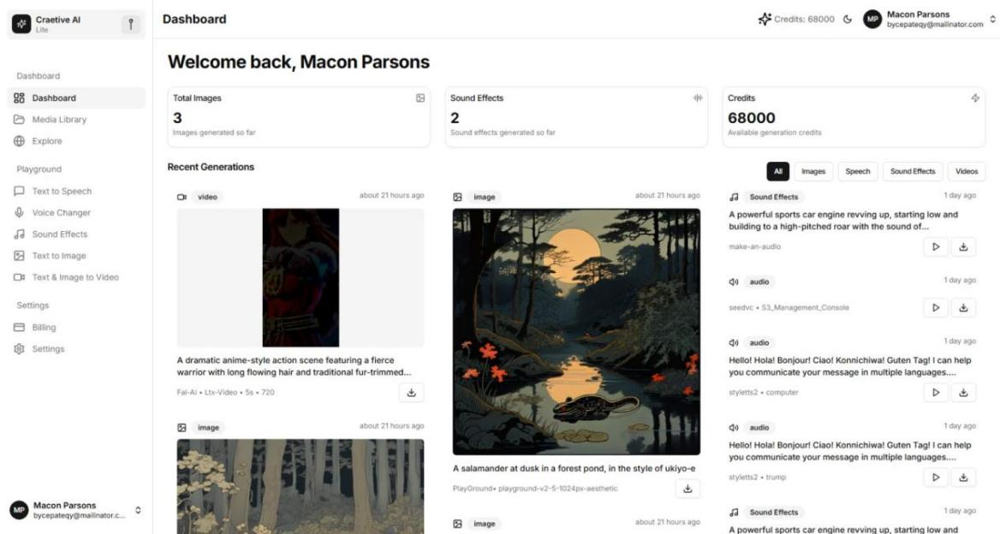 Craetive AI
Lite
Dashboard
Dashboard
Media Library
Explore
Playground
Text to Speech
Voice Changer
Sound Effects
Text to Image
Text & Image to Video
Settings
Billing
Settings
MP
Macon Parsons
bycepateqy@mailinator.c...
Dashboard
Credits: 68000
MP
Macon Parsons
bycepateqy@mailinator.com
Welcome back, Macon Parsons
Total Images
3
Images generated so far
Sound Effects
2
Sound effects generated so far
Credits
68000
Available generation credits
Recent Generations
All
Images
Speech
Sound Effects
Videos
video
about 21 hours ago
A dramatic anime-style action scene featuring a fierce
warrior with long flowing hair and traditional fur-trimmed...
Fal-Ai • Ltx-Video • 5s • 720
image
about 21 hours ago
image
about 21 hours ago
A salamander at dusk in a forest pond, in the style of ukiyo-e
PlayGround• playground-v2-5-1024px-aesthetic
image
about 21 hours ago
Sound Effects
1 day ago
A powerful sports car engine revving up, starting low and
building to a high-pitched roar with the sound of...
make-an-audio
audio
1 day ago
seedvc • S3_Management_Console
audio
1 day ago
Hello! Hola! Bonjour! Ciao! Konnichiwa! Guten Tag! I can help
you communicate your message in multiple languages....
styletts2 • computer
audio
1 day ago
Hello! Hola! Bonjour! Ciao! Konnichiwa! Guten Tag! I can help
you communicate your message in multiple languages....
styletts2 • trump
Sound Effects
1 day ago
A powerful sports car engine revving up, starting low and